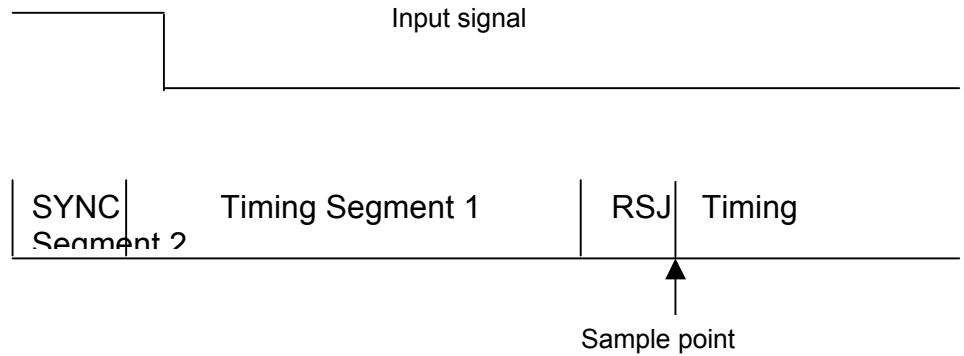 Input signal
SYNC Timing Segment 1 RSJ Timing
Segment 2
Sample point